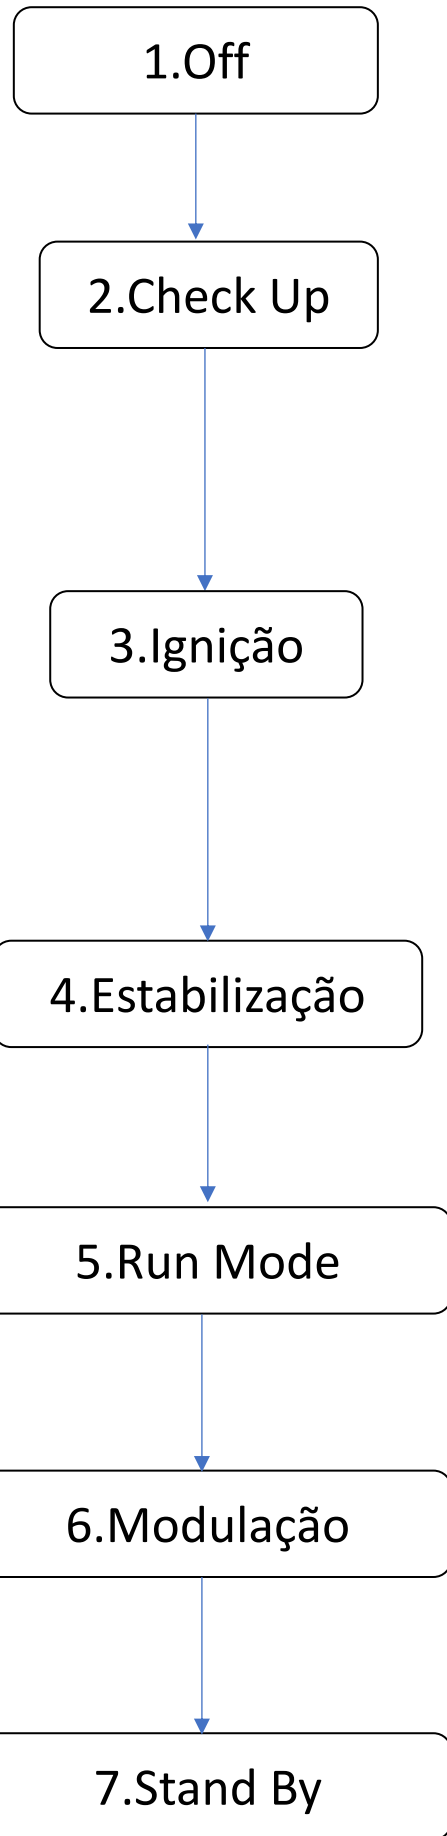 1.Off
2.Check Up
3.Ignição
4.Estabilização
5.Run Mode
6.Modulação
7.Stand By